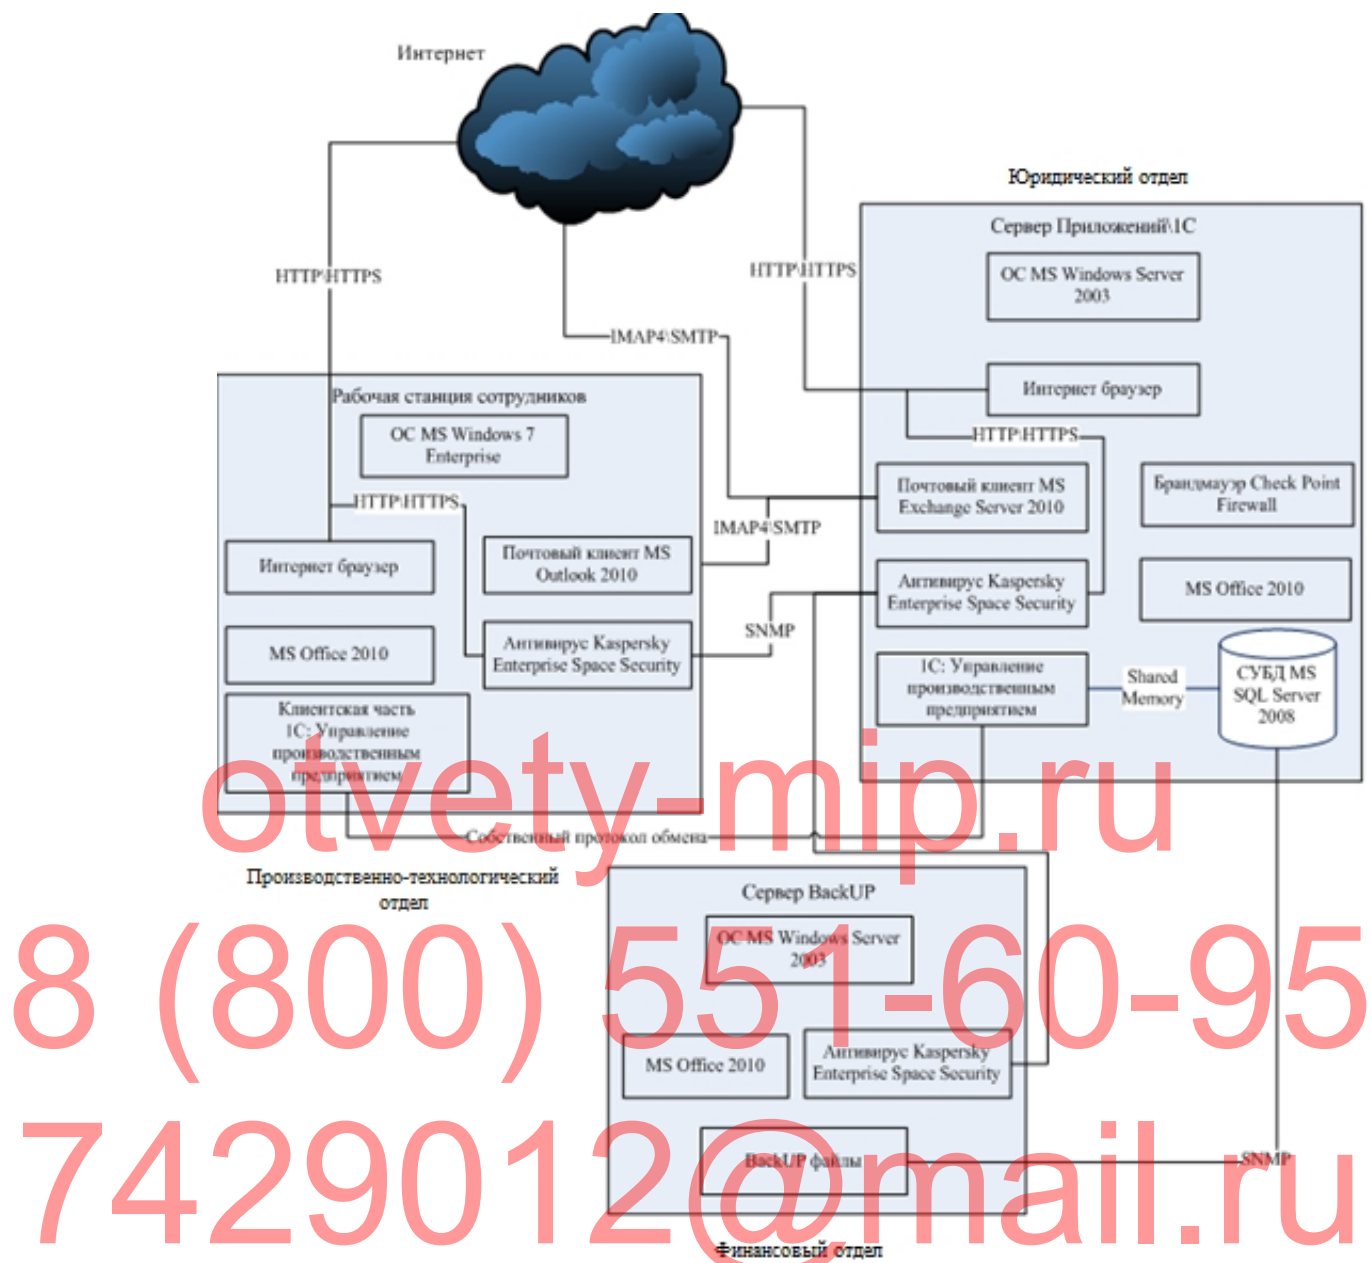 Интернет
Юридический отдел
Сервер Приложений\1С
ОС MS Windows Server
2003
HTTP\HTTPS
HTTP\HTTPS
IMAP4\SMTP
Интернет браузер
Рабочая станция сотрудников
ОС MS Windows 7
Enterprise
HTTP\HTTPS
Почтовый клиент MS
Exchange Server 2010
Брандмауэр Check Point
Firewall
HTTP\HTTPS
IMAP4\SMTP
Интернет браузер
Почтовый клиент MS
Outlook 2010
Антивирус Kaspersky
Enterprise Space Security
MS Office 2010
SNMP
MS Office 2010
Антивирус Kaspersky
Enterprise Space Security
1С: Управление
производственным
предприятием
Shared
Memory
СУБД MS
SQL Server
2008
Клиентская часть
1С: Управление
производственным
предприятием
otvety-mip.ru
Собственный протокол обмена
Производственно-технологический
отдел
Сервер BackUP
ОС MS Windows Server
2003
8 (800) 551-60-95
MS Office 2010
Антивирус Kaspersky
Enterprise Space Security
BackUP файлы
SNMP
7429012@mail.ru
Финансовый отдел